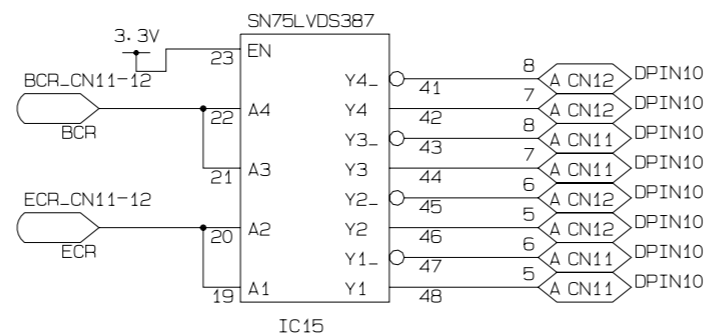 SN75LVDS387
3.3V
23 EN
BCR_CN11-12
BCR
22 A4
21 A3
ECR_CN11-12
ECR
20 A2
19 A1
Y4_ 41 8 A CN12 DPIN10
Y4 42 7 A CN12 DPIN10
Y3_ 43 8 A CN11 DPIN10
Y3 44 7 A CN11 DPIN10
Y2_ 45 6 A CN12 DPIN10
Y2 46 5 A CN12 DPIN10
Y1_ 47 6 A CN11 DPIN10
Y1 48 5 A CN11 DPIN10
IC15